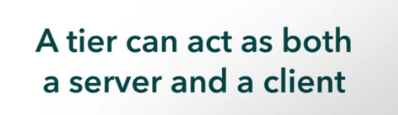 A tier can act as both
a server and a client